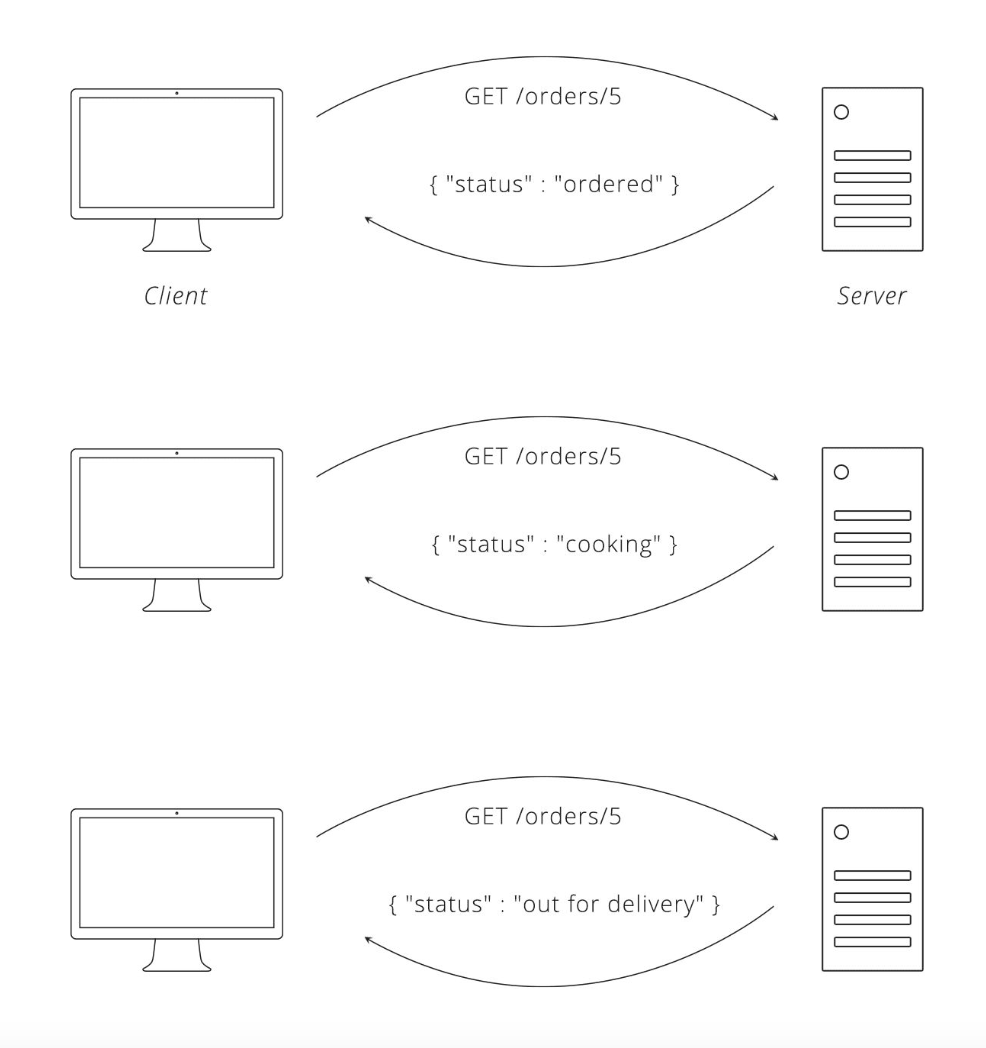 GET /orders/5
{ "status" : "ordered" }
Client
Server
GET /orders/5
{ "status" : "cooking" }
GET /orders/5
{ "status" : "out for delivery" }